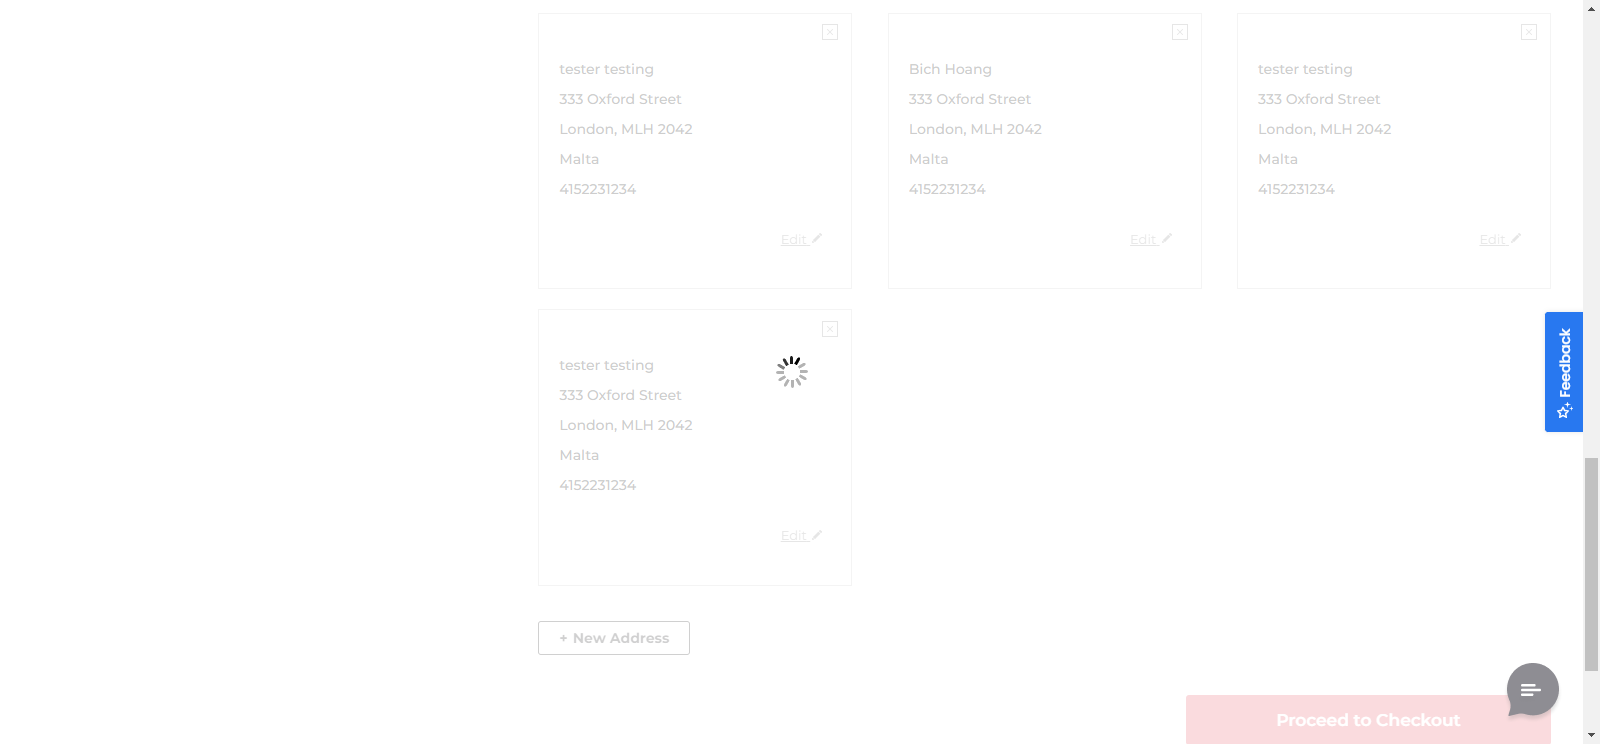 tester testing
333 Oxford Street
London, MLH 2042
Malta
4152231234
Edit
Bich Hoang
333 Oxford Street
London, MLH 2042
Malta
4152231234
Edit
tester testing
333 Oxford Street
London, MLH 2042
Malta
4152231234
Edit
tester testing
333 Oxford Street
London, MLH 2042
Malta
4152231234
Edit
+ New Address
Proceed to Checkout
Feedback